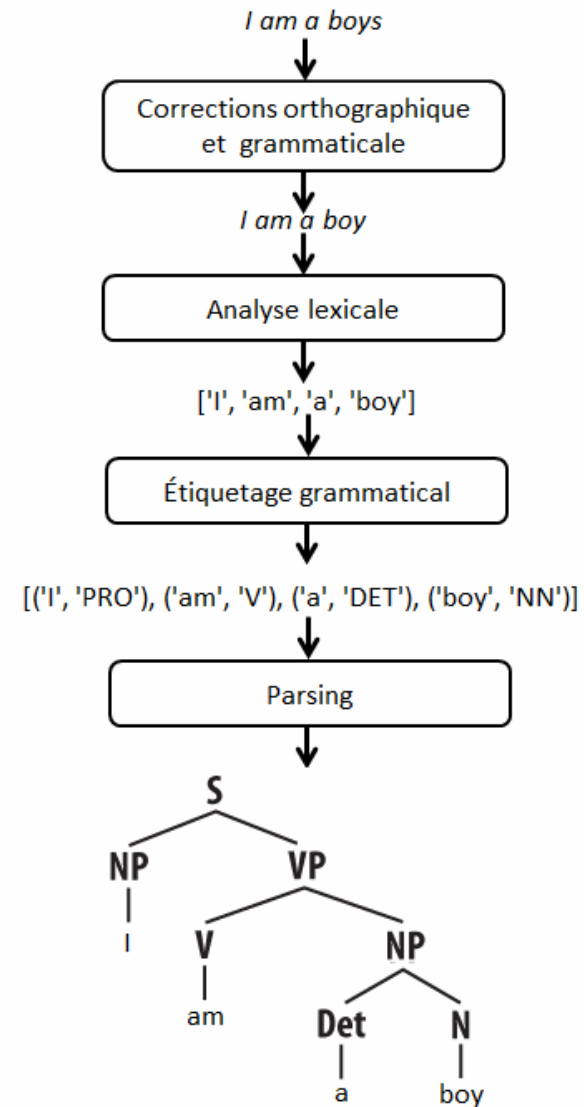 I am a boys
Corrections orthographique
et grammaticale
I am a boy
Analyse lexicale
['I', 'am', 'a', 'boy']
Étiquetage grammatical
[('I', 'PRO'), ('am', 'V'), ('a', 'DET'), ('boy', 'NN')]
Parsing
S
NP VP
I V NP
am Det N
a boy